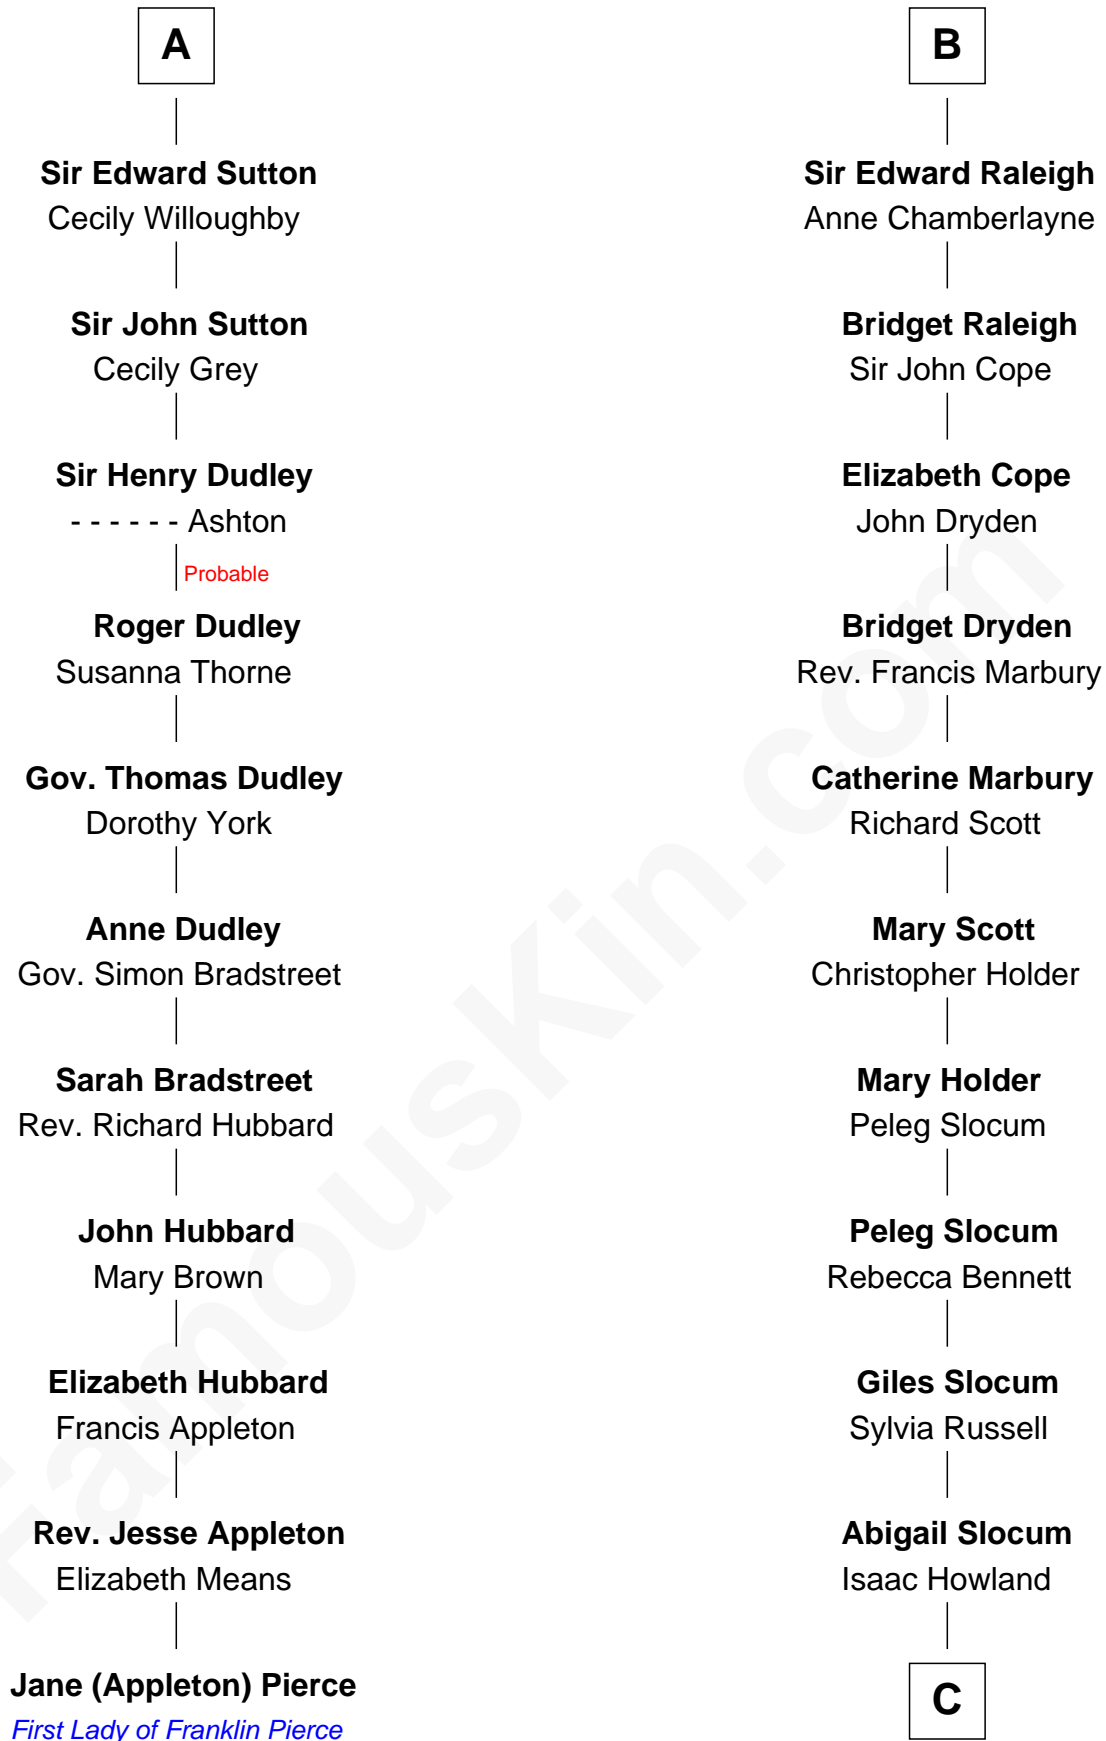 A
Sir Edward Sutton
Cecily Willoughby
Sir John Sutton
Cecily Grey
Sir Henry Dudley
- - - - - - Ashton
Probable
Roger Dudley
Susanna Thorne
Gov. Thomas Dudley
Dorothy York
Anne Dudley
Gov. Simon Bradstreet
Sarah Bradstreet
Rev. Richard Hubbard
John Hubbard
Mary Brown
Elizabeth Hubbard
Francis Appleton
Rev. Jesse Appleton
Elizabeth Means
Jane (Appleton) Pierce
First Lady of Franklin Pierce
B
Sir Edward Raleigh
Anne Chamberlayne
Bridget Raleigh
Sir John Cope
Elizabeth Cope
John Dryden
Bridget Dryden
Rev. Francis Marbury
Catherine Marbury
Richard Scott
Mary Scott
Christopher Holder
Mary Holder
Peleg Slocum
Peleg Slocum
Rebecca Bennett
Giles Slocum
Sylvia Russell
Abigail Slocum
Isaac Howland
C
FamousKin.com